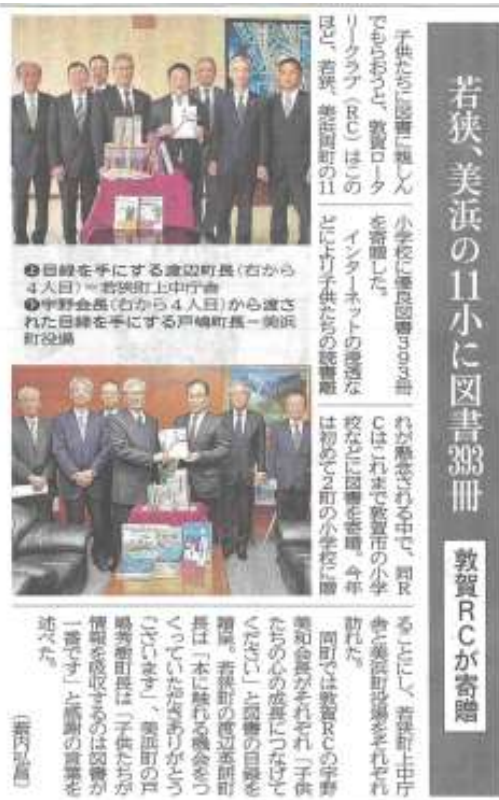 若狭、美浜の11小に図書393冊
敦賀RCが寄贈
子供たちに図書に親しん
でもらおうと、敦賀ロータ
リークラブ（RC）はこの
ほど、若狭、美浜両町の11
小学校に優良図書393冊
を寄贈した。
インターネットの浸透な
どにより子供たちの読書離
れが懸念される中で、同R
Cはこれまで敦賀市の小学
校などに図書を寄贈。今年
は初めて2町の小学校に贈
ることにし、若狭町上中庁
舎と美浜町役場をそれぞれ
訪れた。
両町では敦賀RCの宇野
美和会長がそれぞれ「子供
たちの心の成長につなげて
ください」と図書の目録を
贈呈。若狭町の渡辺英朗町
長は「本に触れる機会をつ
くっていただきありがとう
ございます」、美浜町の戸
嶋秀樹町長は「子供たちが
情報を吸収するのは図書が
一番です」と感謝の言葉を
述べた。
上目録を手にする渡辺町長（右から
4人目）＝若狭町上中庁舎
下宇野会長（右から4人目）から渡さ
れた目録を手にする戸嶋町長＝美浜
町役場